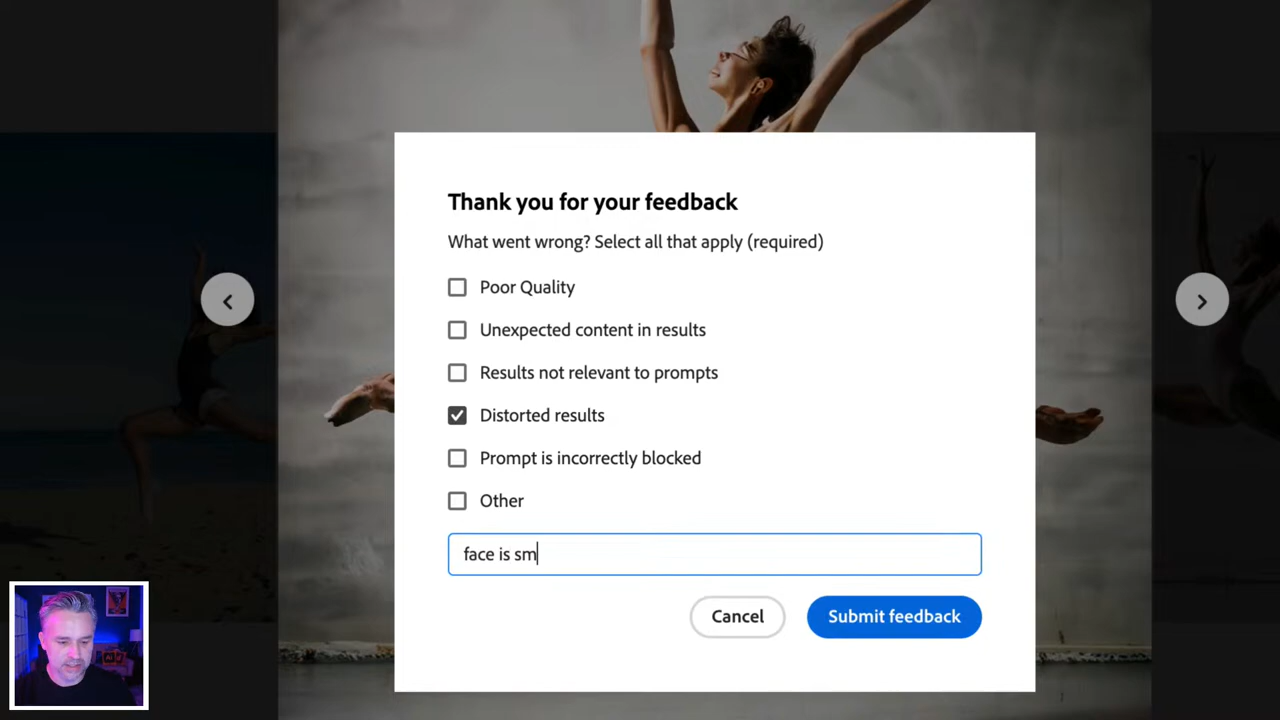 Thank you for your feedback
What went wrong? Select all that apply (required)
Poor Quality
Unexpected content in results
Results not relevant to prompts
Distorted results
Prompt is incorrectly blocked
Other
face is sm
Cancel
Submit feedback